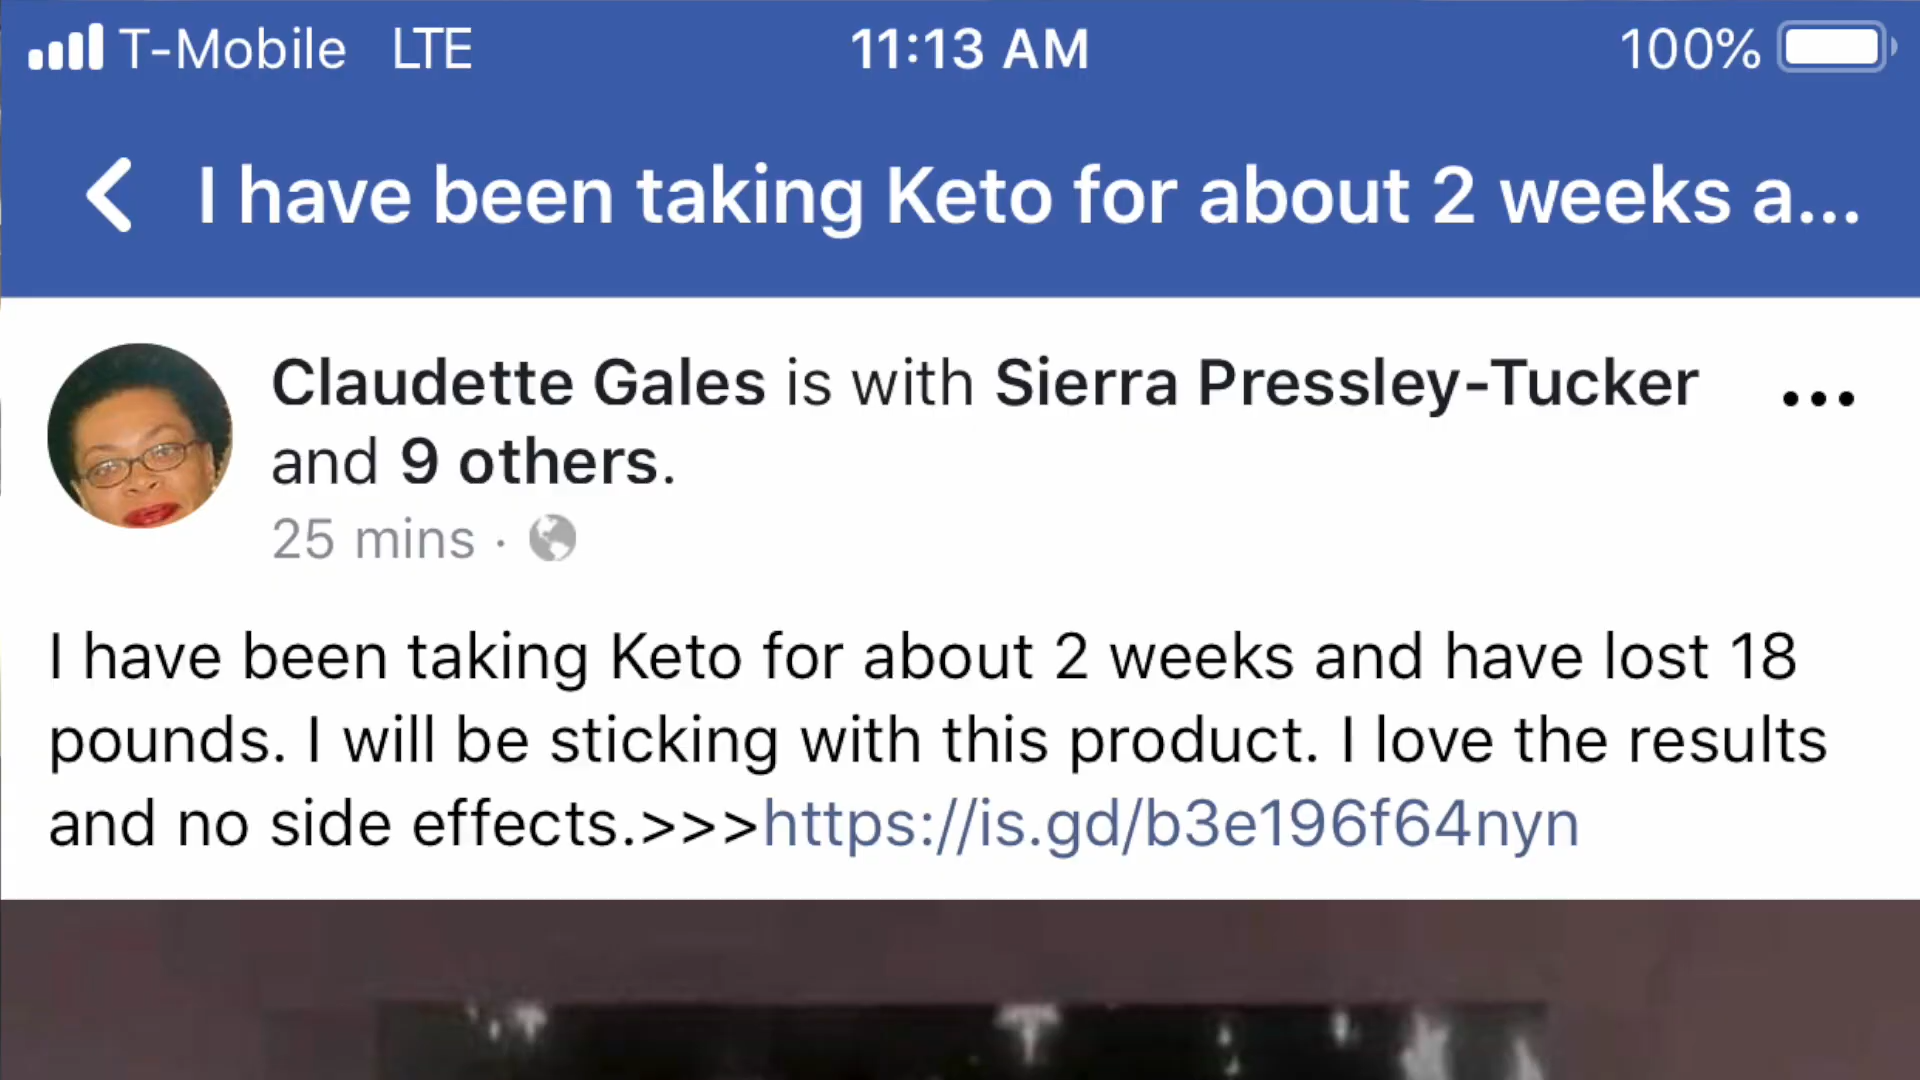 T-Mobile LTE 11:13 AM 100%
I have been taking Keto for about 2 weeks a...
Claudette Gales is with Sierra Pressley-Tucker
and 9 others.
25 mins ·
I have been taking Keto for about 2 weeks and have lost 18
pounds. I will be sticking with this product. I love the results
and no side effects.>>>https://is.gd/b3e196f64nyn